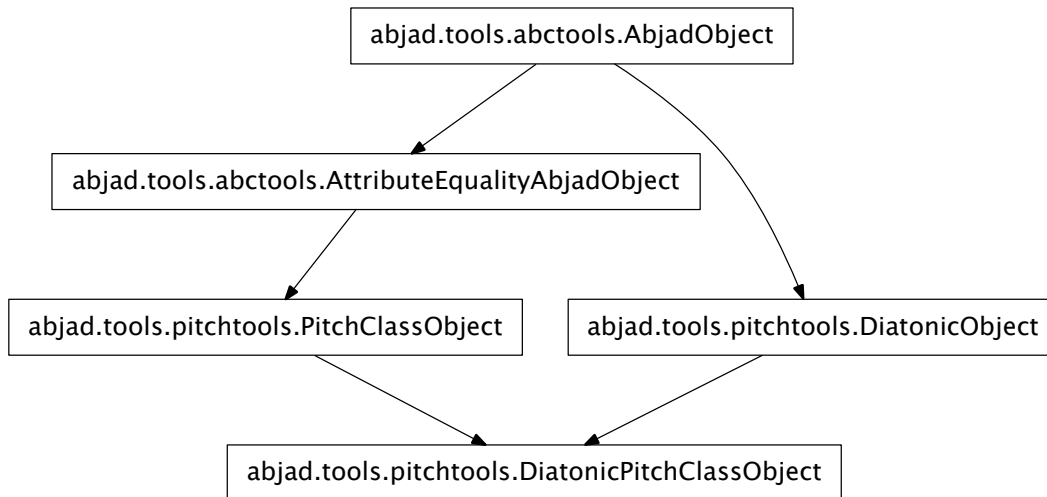 abjad.tools.abctools.AbjadObject
abjad.tools.abctools.AttributeEqualityAbjadObject
abjad.tools.pitchtools.PitchClassObject
abjad.tools.pitchtools.DiatonicObject
abjad.tools.pitchtools.DiatonicPitchClassObject